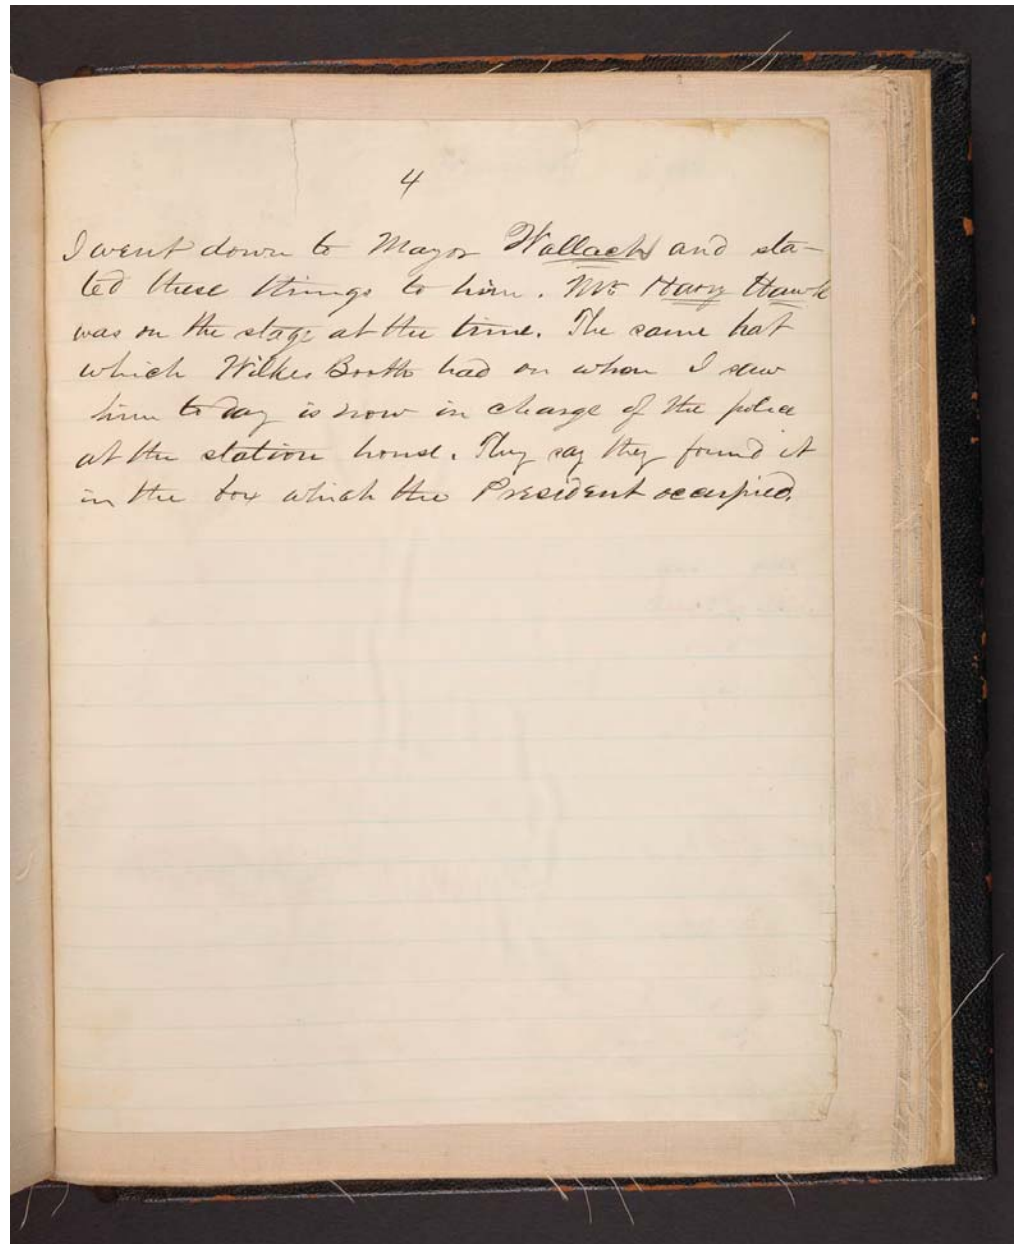 4
I went down to Mayor Wallach and sta-
ted these things to him. Mr Harry Hawk
was on the stage at the time. The same hat
which Wilkes Booth had on when I saw
him to day is now in charge of the police
at the station house. They say they found it
in the box which the President occupied.